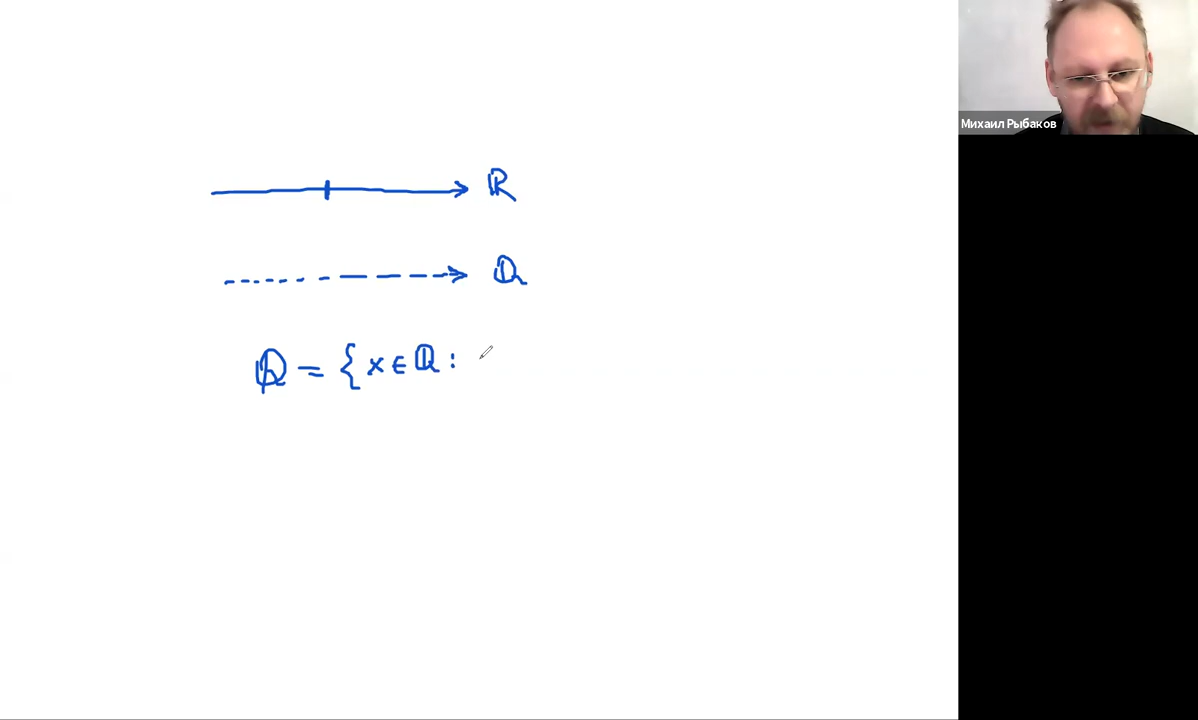 Михаил Рыбаков
ℝ
ℚ
ℚ = { x ∈ ℚ :